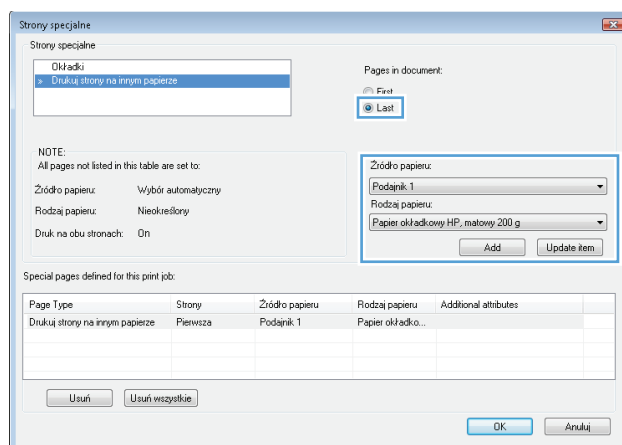 Strony specjalne
Strony specjalne
Okładki
» Drukuj strony na innym papierze
Pages in document:
First
Last
NOTE:
All pages not listed in this table are set to:
Źródło papieru: Wybór automatyczny
Rodzaj papieru: Nieokreślony
Druk na obu stronach: On
Źródło papieru:
Podajnik 1
Rodzaj papieru:
Papier okładkowy HP, matowy 200 g
Add Update item
Special pages defined for this print job:
Page Type Strony Źródło papieru Rodzaj papieru Additional attributes
Drukuj strony na innym papierze Pierwsza Podajnik 1 Papier okładko...
Usuń Usuń wszystkie
OK Anuluj